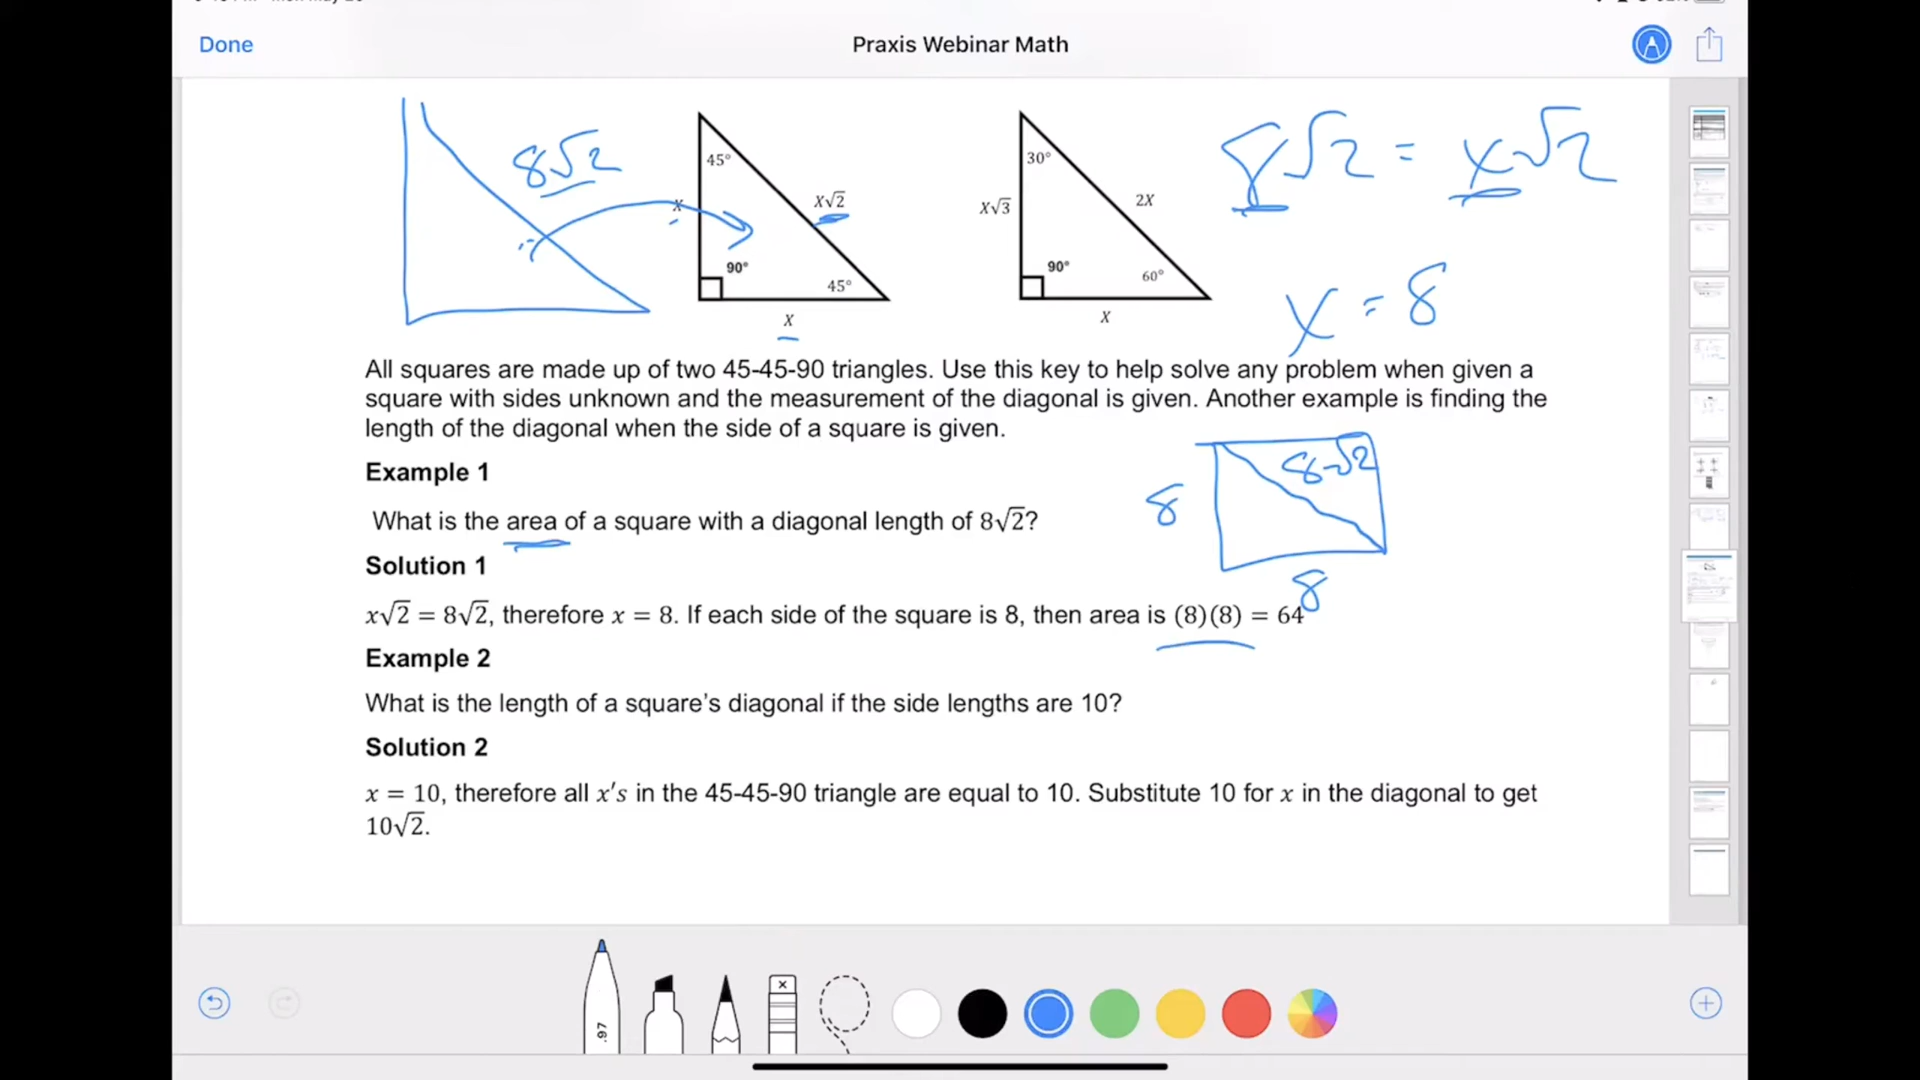 Done
Praxis Webinar Math
8√2
45°
X√2
x
90°
45°
X
30°
X√3
2X
90°
60°
X
8√2 = x√2
x = 8
All squares are made up of two 45-45-90 triangles. Use this key to help solve any problem when given a
square with sides unknown and the measurement of the diagonal is given. Another example is finding the
length of the diagonal when the side of a square is given.
Example 1
What is the area of a square with a diagonal length of 8√2?
8√2
8
8
Solution 1
x√2 = 8√2, therefore x = 8. If each side of the square is 8, then area is (8)(8) = 64
Example 2
What is the length of a square’s diagonal if the side lengths are 10?
Solution 2
x = 10, therefore all x′s in the 45-45-90 triangle are equal to 10. Substitute 10 for x in the diagonal to get
10√2.
.97